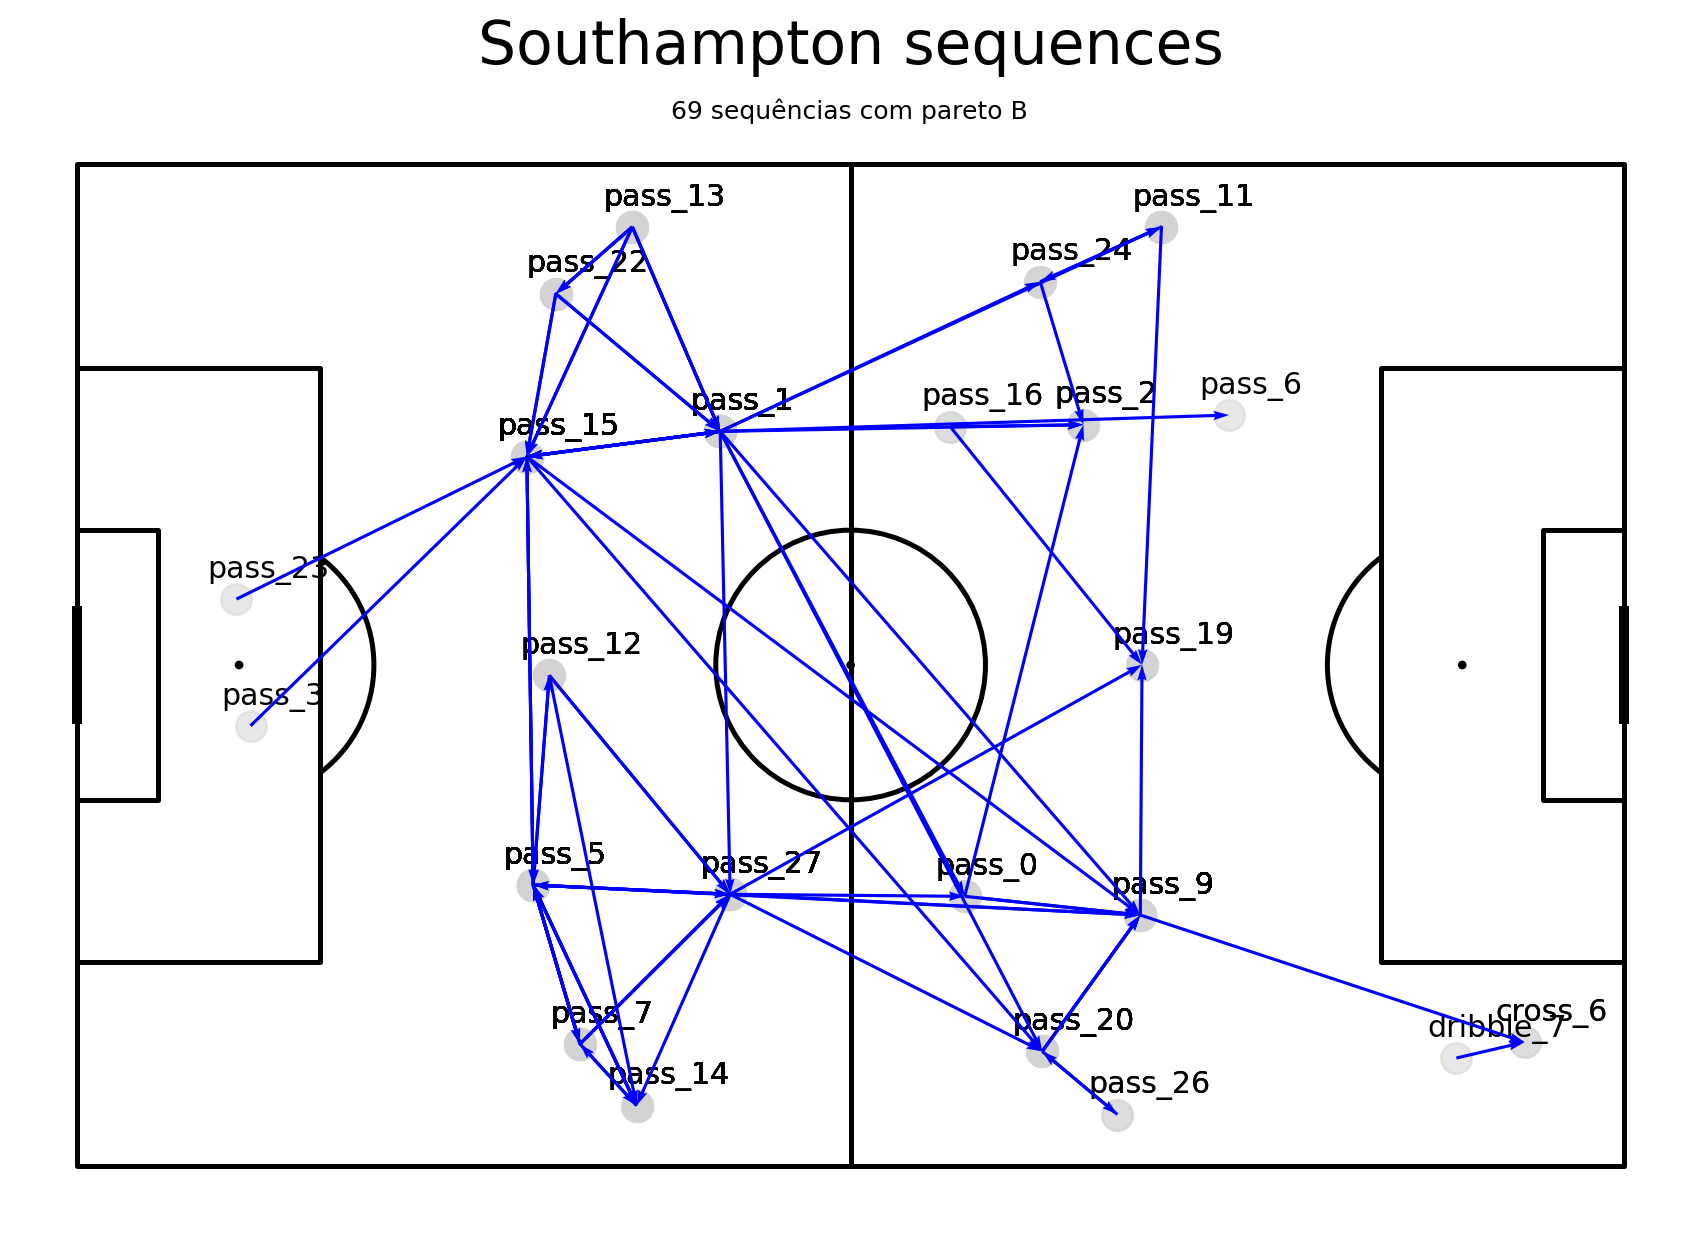 Southampton sequences
69 sequências com pareto B
pass_13
pass_11
pass_24
pass_22
pass_6
pass_16
pass_2
pass_1
pass_15
pass_23
pass_19
pass_12
pass_3
pass_5
pass_27
pass_0
pass_9
cross_6
pass_7
pass_20
dribble_7
pass_14
pass_26